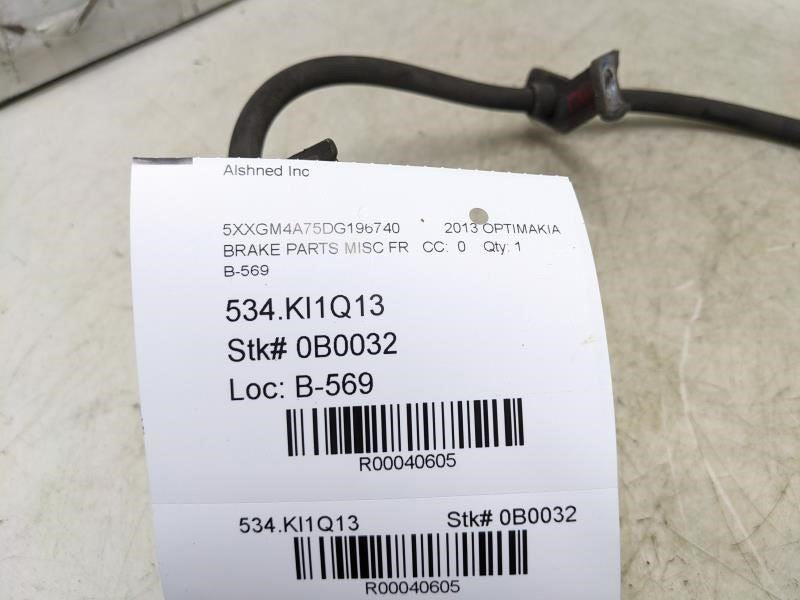 Alshned Inc
5XXGM4A75DG196740 2013 OPTIMAKIA
BRAKE PARTS MISC FR CC: 0 Qty: 1
B-569
534.KI1Q13
Stk# 0B0032
Loc: B-569
R00040605
534.KI1Q13 Stk# 0B0032
R00040605